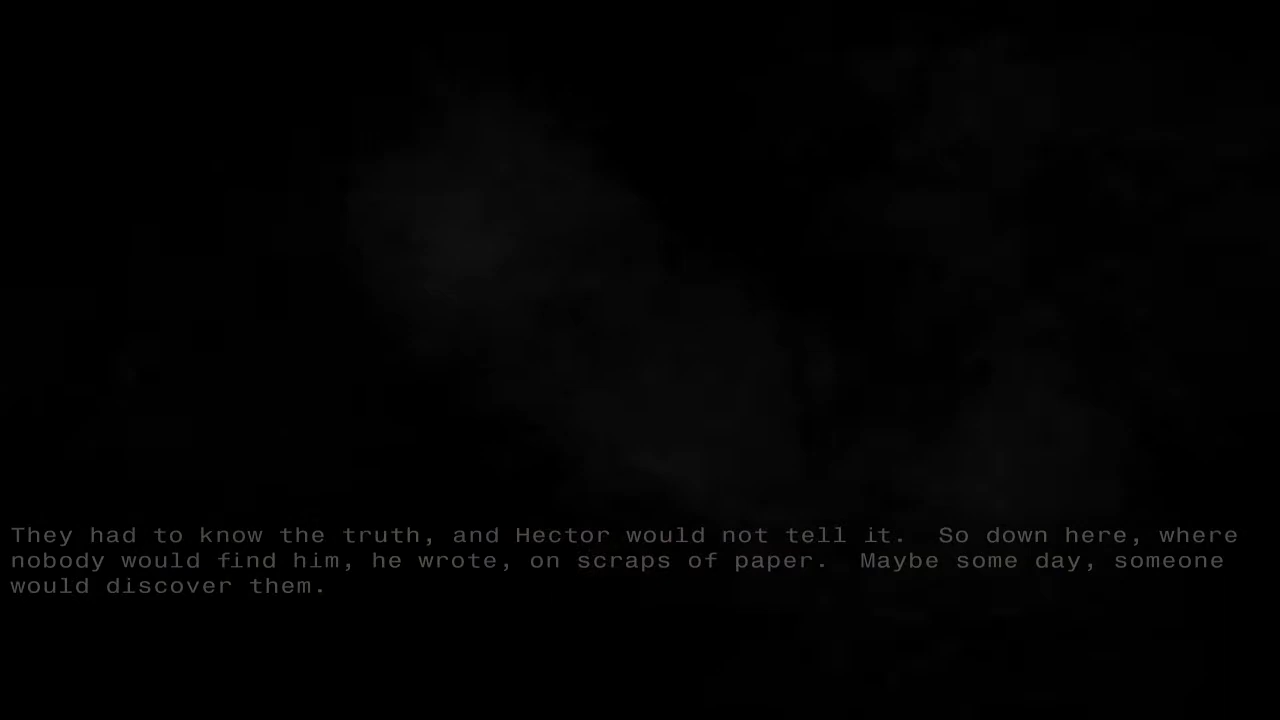 They had to know the truth, and Hector would not tell it.  So down here, where
nobody would find him, he wrote, on scraps of paper.  Maybe some day, someone
would discover them.